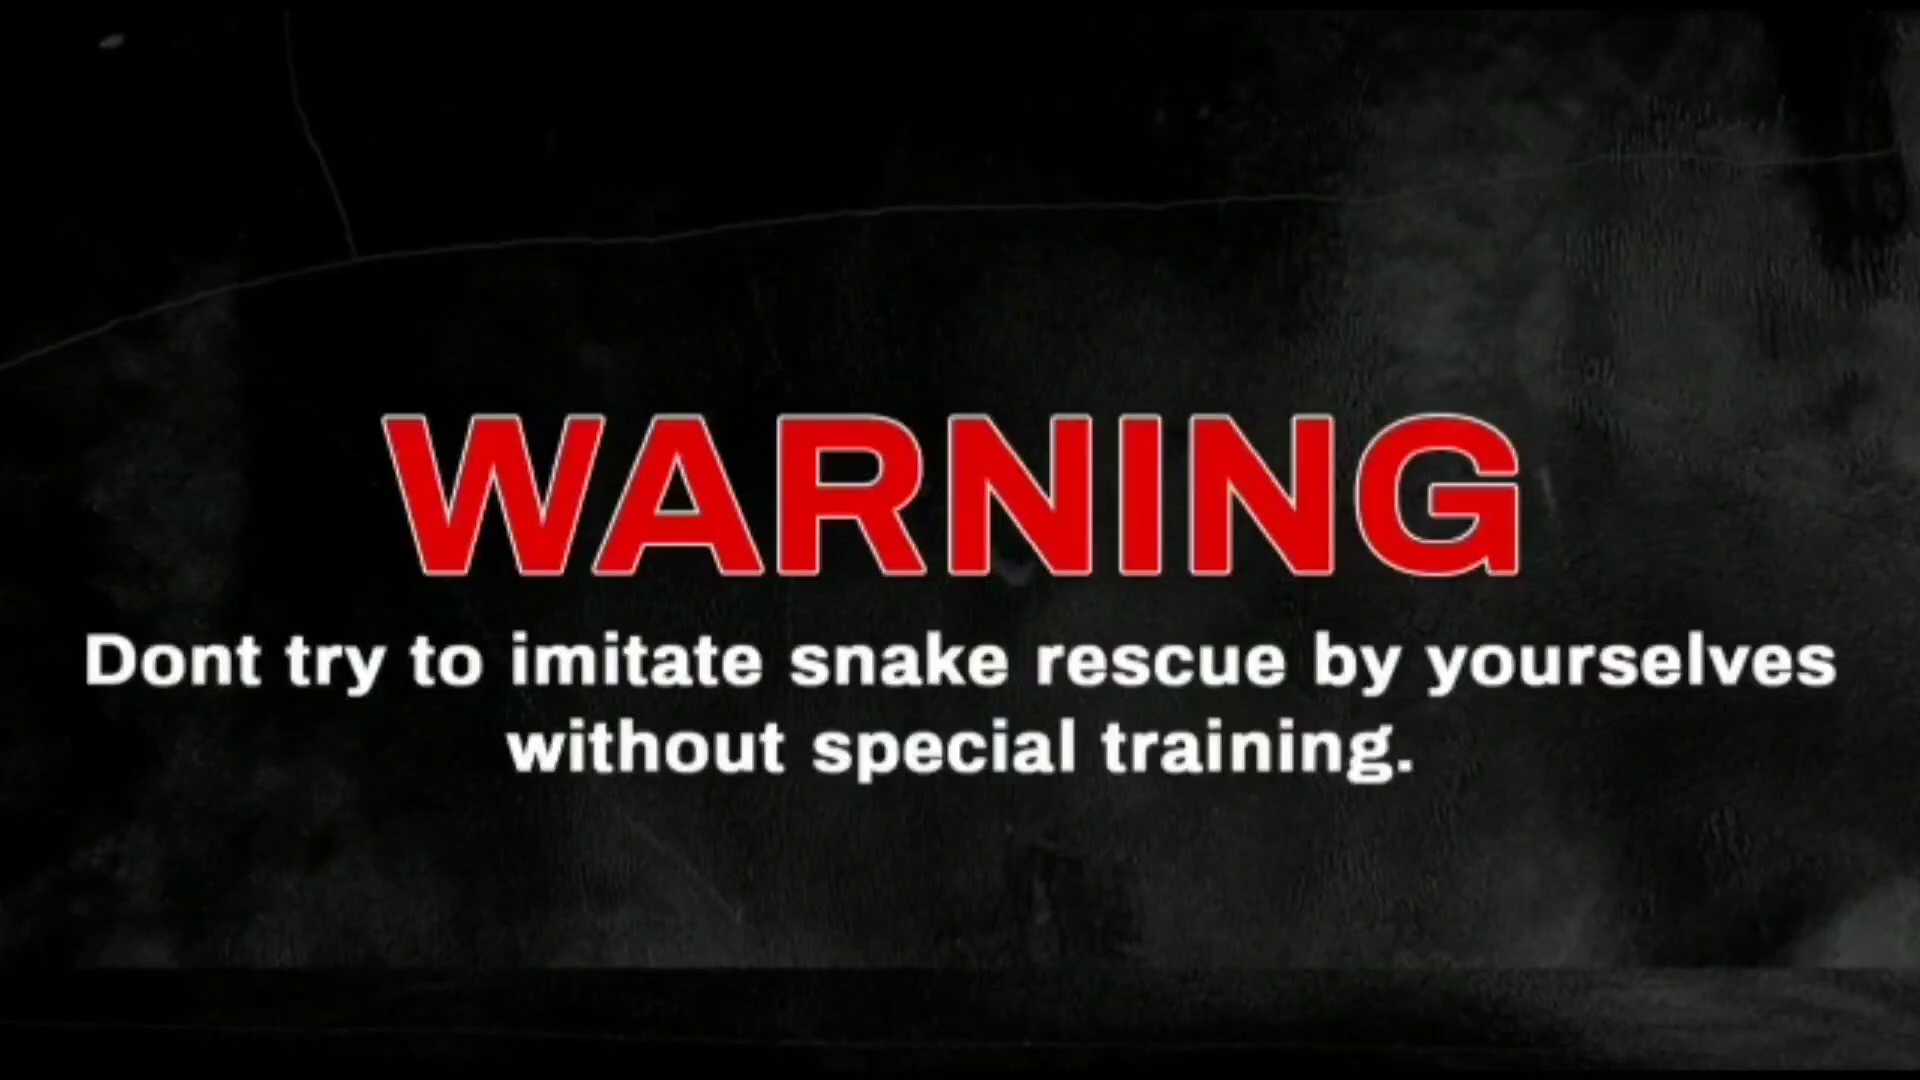 WARNING
Dont try to imitate snake rescue by yourselves
without special training.